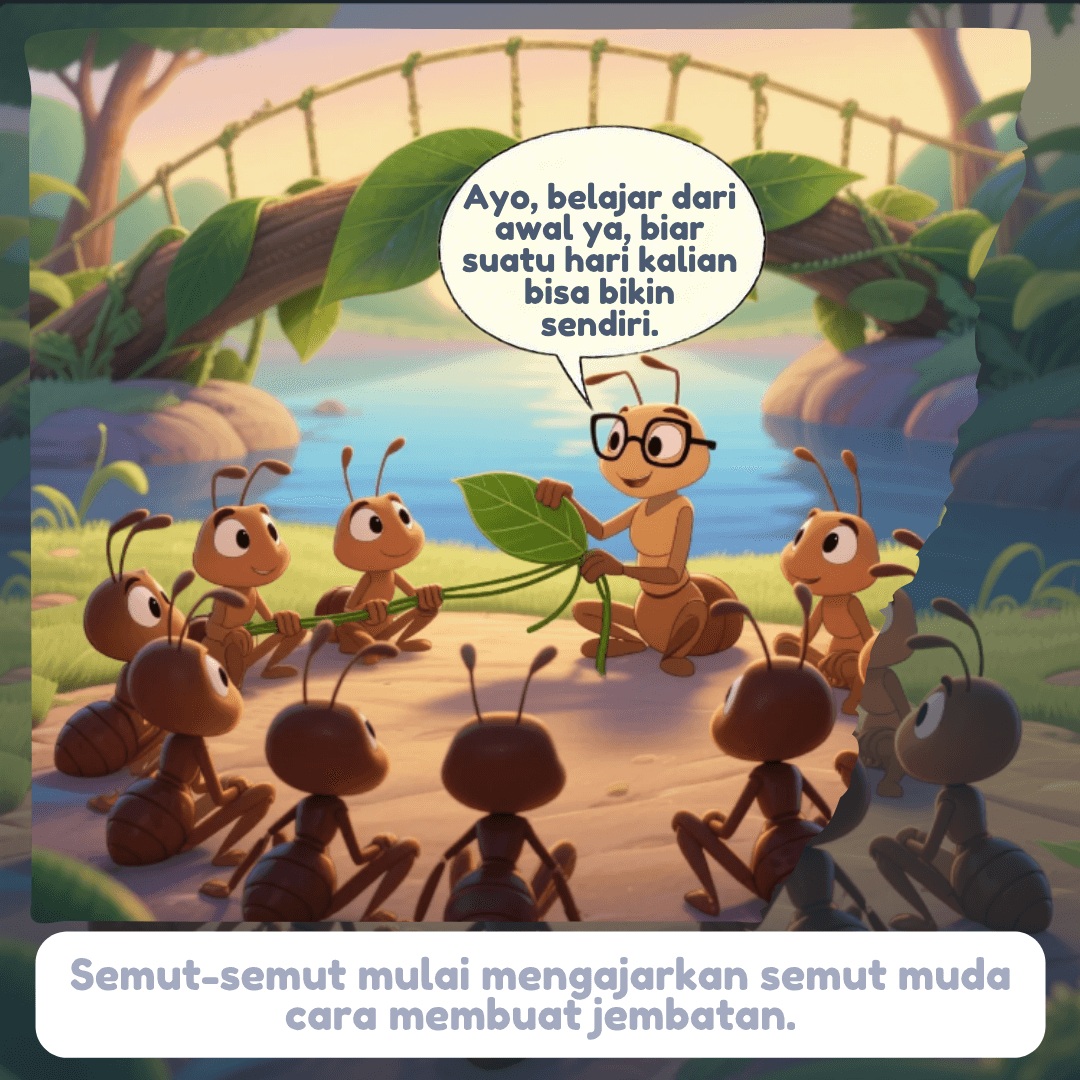 Ayo, belajar dari
awal ya, biar
suatu hari kalian
bisa bikin
sendiri.
Semut-semut mulai mengajarkan semut muda
cara membuat jembatan.